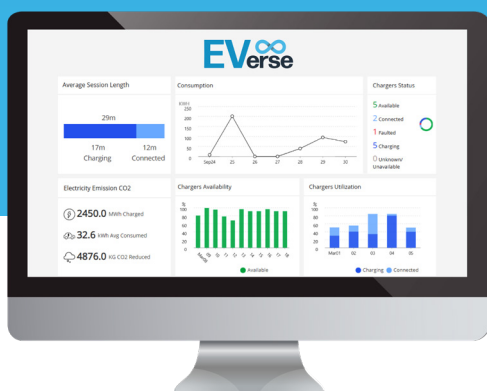 EVerse
Average Session Length
29m
17m
12m
Charging
Connected
Consumption
250
200
150
100
50
0
Sep24
25
26
27
28
29
30
Chargers Status
5 Available
2 Connected
1 Faulted
5 Charging
0 Unknown/
Unavailable
Electricity Emission CO2
2450.0 MWh Charged
32.6 kWh Avg Consumed
4876.0 KG CO2 Reduced
Chargers Availability
100
80
60
40
20
0
Available
Chargers Utilization
100
80
60
40
20
0
Mar01
02
03
04
05
Charging
Connected